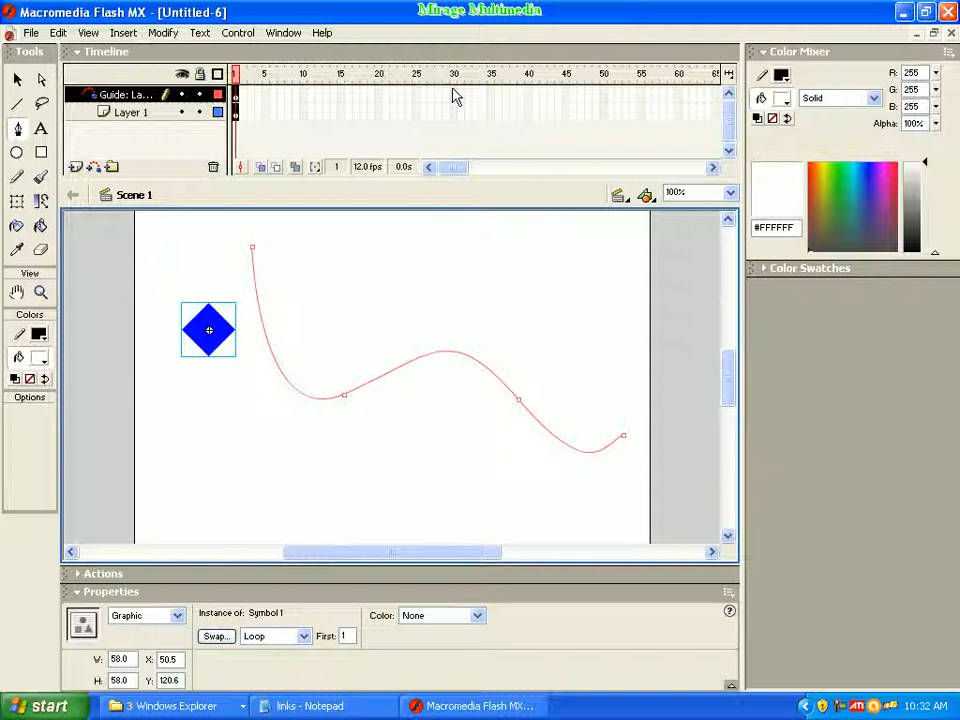 Mirage Multimedia
Macromedia Flash MX - [Untitled-6]
File Edit View Insert Modify Text Control Window Help
Tools
Timeline
Color Mixer
1 5 10 15 20 25 30 35 40 45 50 55 60 65
Guide: La...
Layer 1
R: 255
Solid
G: 255
B: 255
Alpha: 100%
1 12.0 fps 0.0s
Scene 1
100%
#FFFFFF
Color Swatches
View
Colors
Options
Actions
Properties
Graphic
Instance of: Symbol 1
Color: None
Swap...
Loop
First: 1
W: 58.0 X: 50.5
H: 58.0 Y: 120.6
start
3 Windows Explorer
links - Notepad
Macromedia Flash MX...
10:32 AM